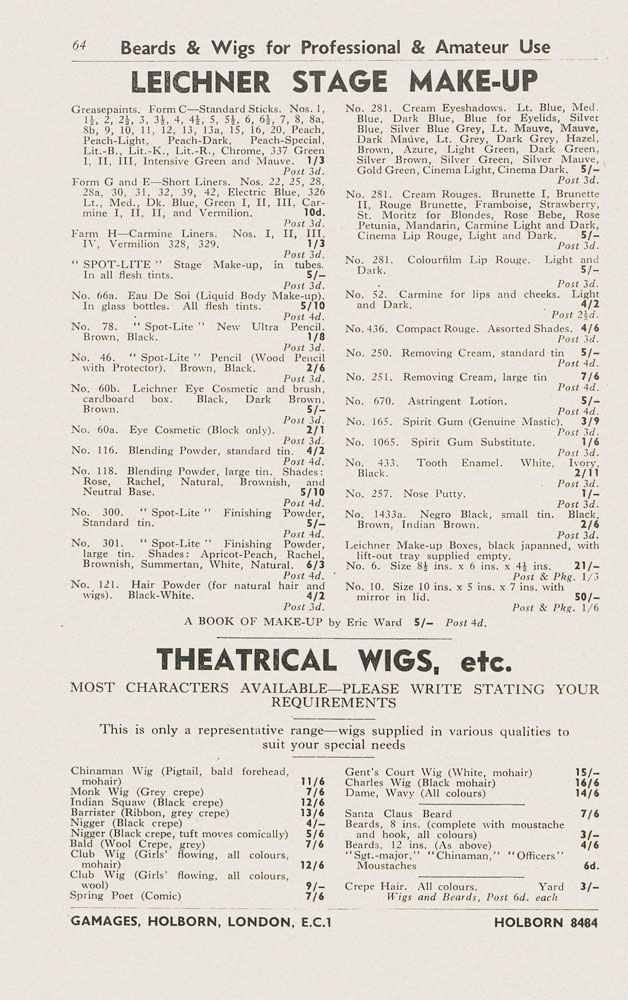 64
Beards & Wigs for Professional & Amateur Use
LEICHNER STAGE MAKE-UP
Greasepaints. Form C—Standard Sticks. Nos. 1,
1½, 2, 2½, 3, 3½, 4, 4½, 5, 5½, 6, 6½, 7, 8, 8a,
8b, 9, 10, 11, 12, 13, 13a, 15, 16, 20, Peach,
Peach-Light, Peach-Dark, Peach-Special,
Lit.-B., Lit.-K., Lit.-R., Chrome, 337 Green
I, II, III, Intensive Green and Mauve. 1/3
Post 3d.
Form G and E—Short Liners. Nos. 22, 25, 28,
28a, 30, 31, 32, 39, 42, Electric Blue, 326
Lt., Med., Dk. Blue, Green I, II, III, Car-
mine I, II, II, and Vermilion. 10d.
Post 3d.
Farm H—Carmine Liners. Nos. I, II, III,
IV, Vermilion 328, 329. 1/3
Post 3d.
"SPOT-LITE" Stage Make-up, in tubes.
In all flesh tints. 5/–
Post 3d.
No. 66a. Eau De Soi (Liquid Body Make-up).
In glass bottles. All flesh tints. 5/10
Post 4d.
No. 78. "Spot-Lite" New Ultra Pencil.
Brown, Black. 1/8
Post 3d.
No. 46. "Spot-Lite" Pencil (Wood Pencil
with Protector). Brown, Black. 2/6
Post 3d.
No. 60b. Leichner Eye Cosmetic and brush,
cardboard box. Black, Dark Brown,
Brown. 5/–
Post 3d.
No. 60a. Eye Cosmetic (Block only). 2/1
Post 3d.
No. 116. Blending Powder, standard tin. 4/2
Post 4d.
No. 118. Blending Powder, large tin. Shades:
Rose, Rachel, Natural, Brownish, and
Neutral Base. 5/10
Post 4d.
No. 300. "Spot-Lite" Finishing Powder,
Standard tin. 5/–
Post 4d.
No. 301. "Spot-Lite" Finishing Powder,
large tin. Shades: Apricot-Peach, Rachel,
Brownish, Summertan, White, Natural. 6/3
Post 4d.
No. 121. Hair Powder (for natural hair and
wigs). Black-White. 4/2
Post 3d.
No. 281. Cream Eyeshadows. Lt. Blue, Med.
Blue, Dark Blue, Blue for Eyelids, Silver
Blue, Silver Blue Grey, Lt. Mauve, Mauve,
Dark Mauve, Lt. Grey, Dark Grey, Hazel,
Brown, Azure, Light Green, Dark Green,
Silver Brown, Silver Green, Silver Mauve,
Gold Green, Cinema Light, Cinema Dark. 5/–
Post 3d.
No. 281. Cream Rouges. Brunette I, Brunette
II, Rouge Brunette, Framboise, Strawberry,
St. Moritz for Blondes, Rose Bebe, Rose
Petunia, Mandarin, Carmine Light and Dark,
Cinema Lip Rouge, Light and Dark. 5/–
Post 3d.
No. 281. Colourfilm Lip Rouge. Light and
Dark. 5/–
Post 3d.
No. 52. Carmine for lips and cheeks. Light
and Dark. 4/2
Post 2½d.
No. 436. Compact Rouge. Assorted Shades. 4/6
Post 3d.
No. 250. Removing Cream, standard tin 5/–
Post 4d.
No. 251. Removing Cream, large tin 7/6
Post 4d.
No. 670. Astringent Lotion. 5/–
Post 4d.
No. 165. Spirit Gum (Genuine Mastic). 3/9
Post 3d.
No. 1065. Spirit Gum Substitute. 1/6
Post 3d.
No. 433. Tooth Enamel. White, Ivory,
Black. 2/11
Post 3d.
No. 257. Nose Putty. 1/–
Post 3d.
No. 1433a. Negro Black, small tin. Black,
Brown, Indian Brown. 2/6
Post 3d.
Leichner Make-up Boxes, black japanned, with
lift-out tray supplied empty.
No. 6. Size 8½ ins. x 6 ins. x 4½ ins. 21/–
Post & Pkg. 1/3
No. 10. Size 10 ins. x 5 ins. x 7 ins. with
mirror in lid. 50/–
Post & Pkg. 1/6
A BOOK OF MAKE-UP by Eric Ward 5/– Post 4d.
THEATRICAL WIGS, etc.
MOST CHARACTERS AVAILABLE—PLEASE WRITE STATING YOUR
REQUIREMENTS
This is only a representative range—wigs supplied in various qualities to
suit your special needs
Chinaman Wig (Pigtail, bald forehead,
mohair) 11/6
Monk Wig (Grey crepe) 7/6
Indian Squaw (Black crepe) 12/6
Barrister (Ribbon, grey crepe) 13/6
Nigger (Black crepe) 4/–
Nigger (Black crepe, tuft moves comically) 5/6
Bald (Wool Crepe, grey) 7/6
Club Wig (Girls' flowing, all colours,
mohair) 12/6
Club Wig (Girls' flowing, all colours,
wool) 9/–
Spring Poet (Comic) 7/6
Gent's Court Wig (White, mohair) 15/–
Charles Wig (Black mohair) 16/6
Dame, Wavy (All colours) 14/6
Santa Claus Beard 7/6
Beards, 8 ins. (complete with moustache
and hook, all colours) 3/–
Beards, 12 ins. (As above) 4/6
"Sgt.-major," "Chinaman," "Officers"
Moustaches 6d.
Crepe Hair. All colours. Yard 3/–
Wigs and Beards, Post 6d. each
GAMAGES, HOLBORN, LONDON, E.C.1
HOLBORN 8484